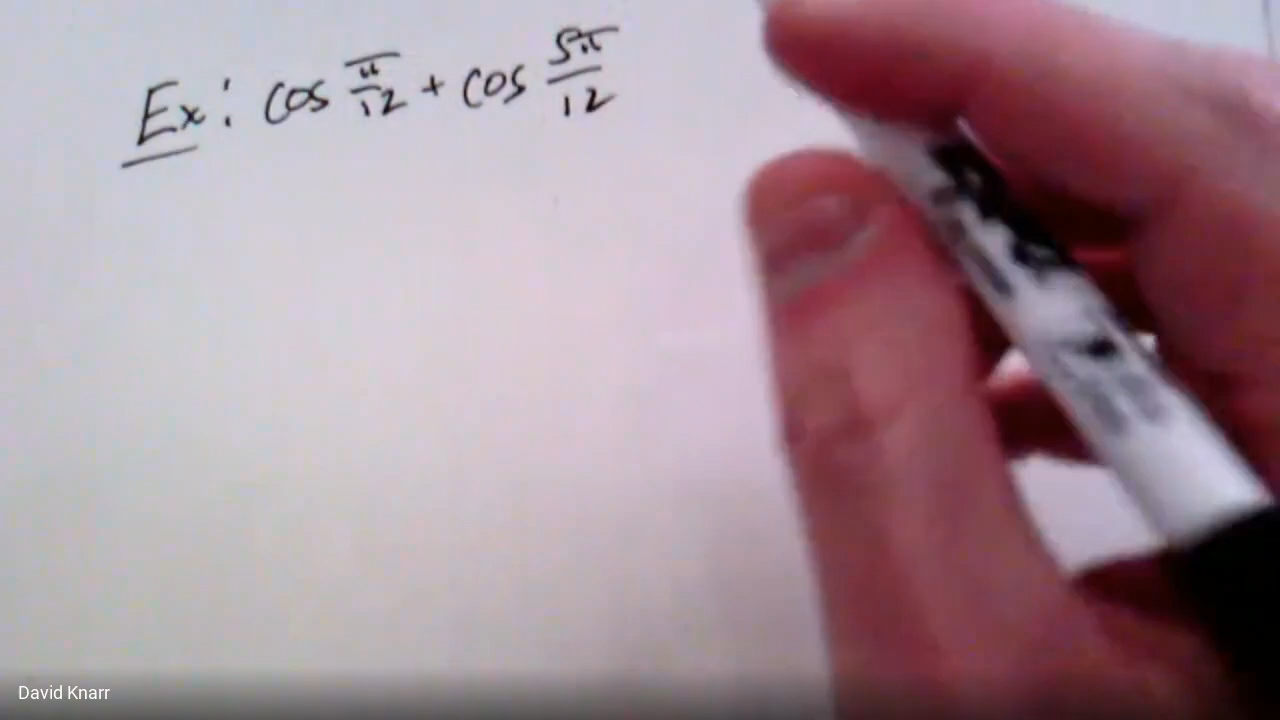 Ex: cos π/12 + cos 5π/12
David Knarr